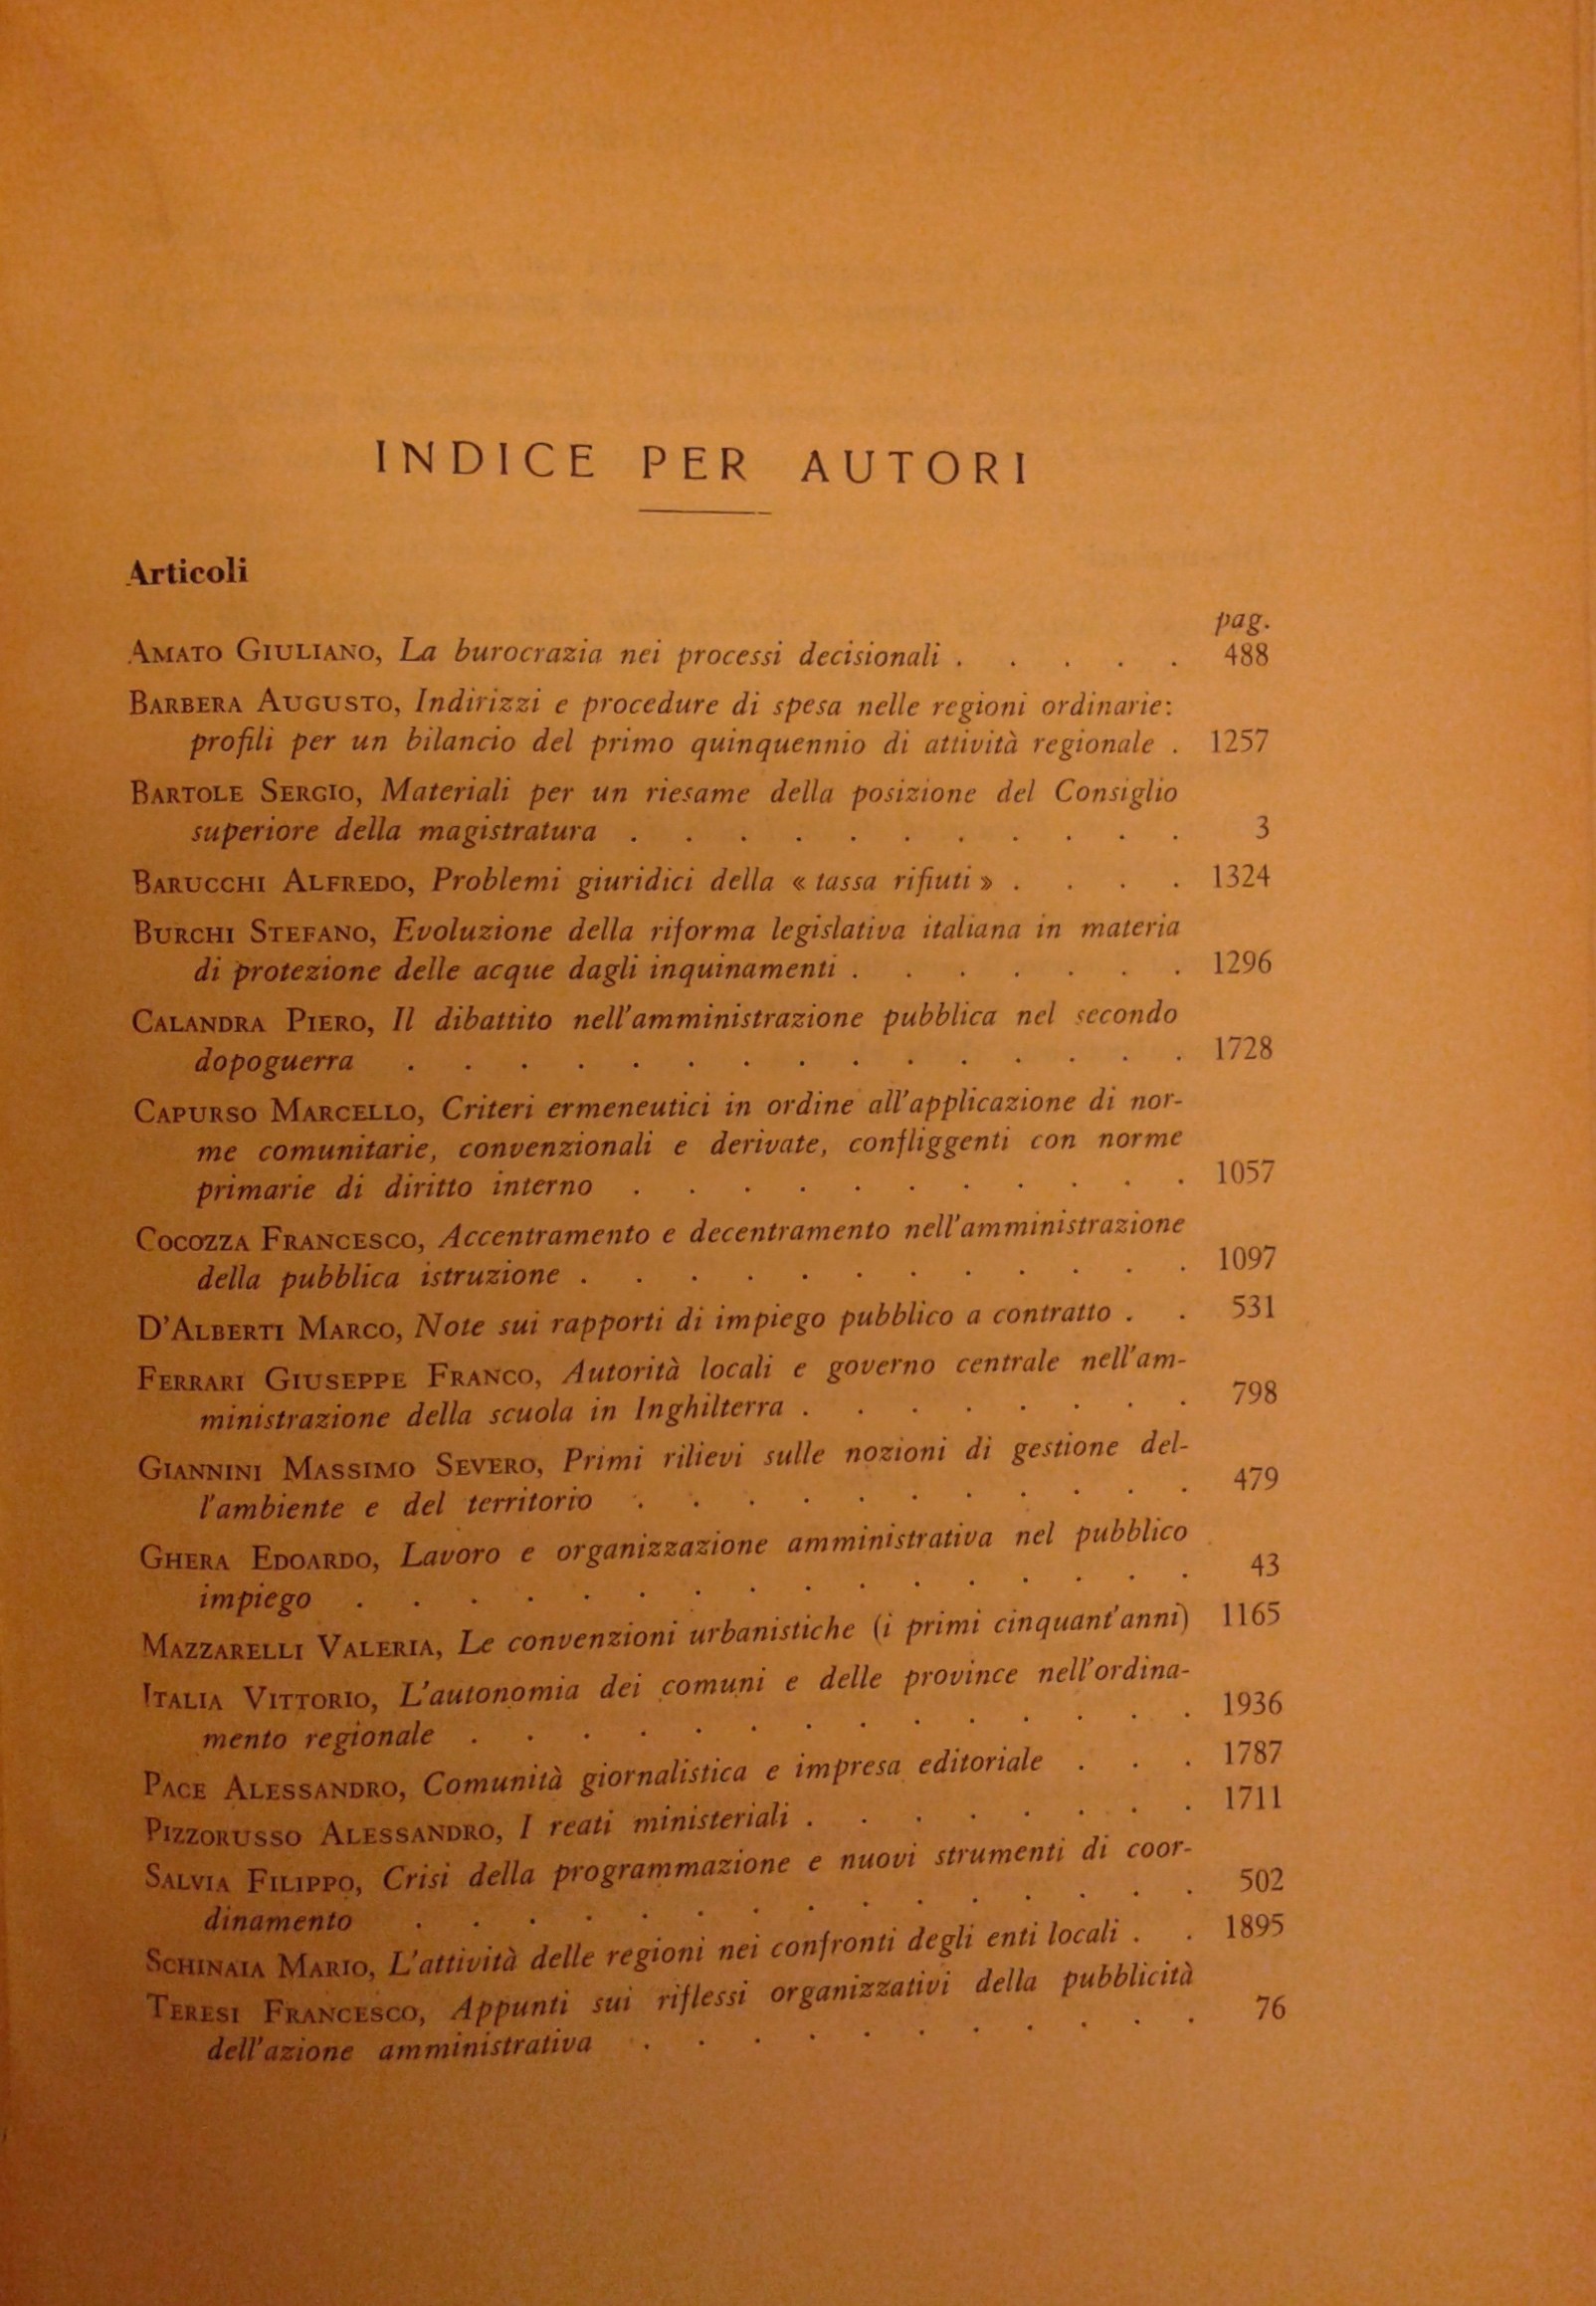 INDICE PER AUTORI
Articoli
pag.
AMATO GIULIANO, La burocrazia nei processi decisionali . . . . . 488
BARBERA AUGUSTO, Indirizzi e procedure di spesa nelle regioni ordinarie:
profili per un bilancio del primo quinquennio di attività regionale . 1257
BARTOLE SERGIO, Materiali per un riesame della posizione del Consiglio
superiore della magistratura . . . . . . . . . . . 3
BARUCCHI ALFREDO, Problemi giuridici della « tassa rifiuti » . . . . 1324
BURCHI STEFANO, Evoluzione della riforma legislativa italiana in materia
di protezione delle acque dagli inquinamenti . . . . . . . 1296
CALANDRA PIERO, Il dibattito nell'amministrazione pubblica nel secondo
dopoguerra . . . . . . . . . . . . . . . 1728
CAPURSO MARCELLO, Criteri ermeneutici in ordine all'applicazione di nor-
me comunitarie, convenzionali e derivate, confliggenti con norme
primarie di diritto interno . . . . . . . . . . . 1057
COCOZZA FRANCESCO, Accentramento e decentramento nell'amministrazione
della pubblica istruzione . . . . . . . . . . . . 1097
D'ALBERTI MARCO, Note sui rapporti di impiego pubblico a contratto . . 531
FERRARI GIUSEPPE FRANCO, Autorità locali e governo centrale nell'am-
ministrazione della scuola in Inghilterra . . . . . . . . 798
GIANNINI MASSIMO SEVERO, Primi rilievi sulle nozioni di gestione del-
l'ambiente e del territorio . . . . . . . . . . . 479
GHERA EDOARDO, Lavoro e organizzazione amministrativa nel pubblico
impiego . . . . . . . . . . . . . . . . 43
MAZZARELLI VALERIA, Le convenzioni urbanistiche (i primi cinquant'anni) 1165
ITALIA VITTORIO, L'autonomia dei comuni e delle province nell'ordina-
mento regionale . . . . . . . . . . . . . . 1936
PACE ALESSANDRO, Comunità giornalistica e impresa editoriale . . . 1787
PIZZORUSSO ALESSANDRO, I reati ministeriali . . . . . . . . 1711
SALVIA FILIPPO, Crisi della programmazione e nuovi strumenti di coor-
dinamento . . . . . . . . . . . . . . . 502
SCHINAIA MARIO, L'attività delle regioni nei confronti degli enti locali . . 1895
TERESI FRANCESCO, Appunti sui riflessi organizzativi della pubblicità
dell'azione amministrativa . . . . . . . . . . . 76